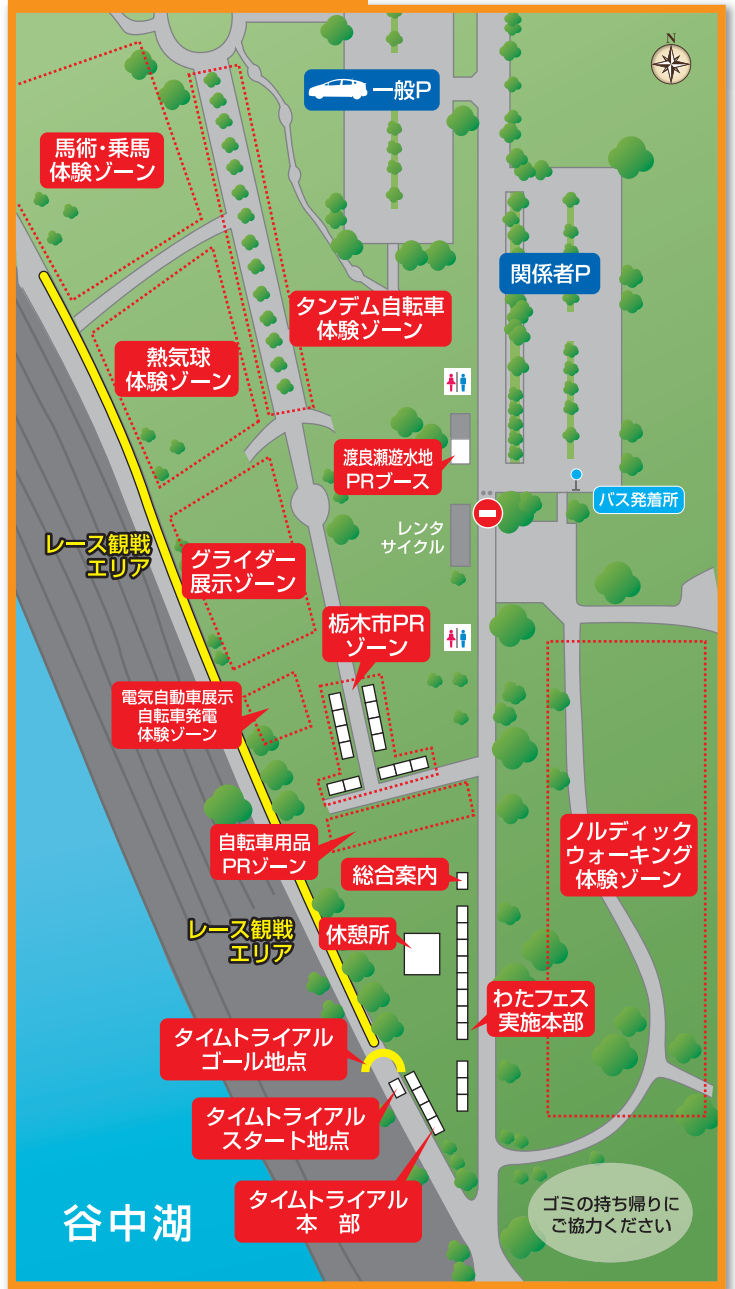 N
一般P
馬術・乗馬
体験ゾーン
関係者P
タンデム自転車
体験ゾーン
熱気球
体験ゾーン
渡良瀬遊水地
PRブース
バス発着所
レンタ
サイクル
レース観戦
エリア
グライダー
展示ゾーン
栃木市PR
ゾーン
電気自動車展示
自転車発電
体験ゾーン
自転車用品
PRゾーン
ノルディック
ウォーキング
体験ゾーン
総合案内
レース観戦
エリア
休憩所
わたフェス
実施本部
タイムトライアル
ゴール地点
タイムトライアル
スタート地点
タイムトライアル
本　部
谷中湖
ゴミの持ち帰りに
ご協力ください